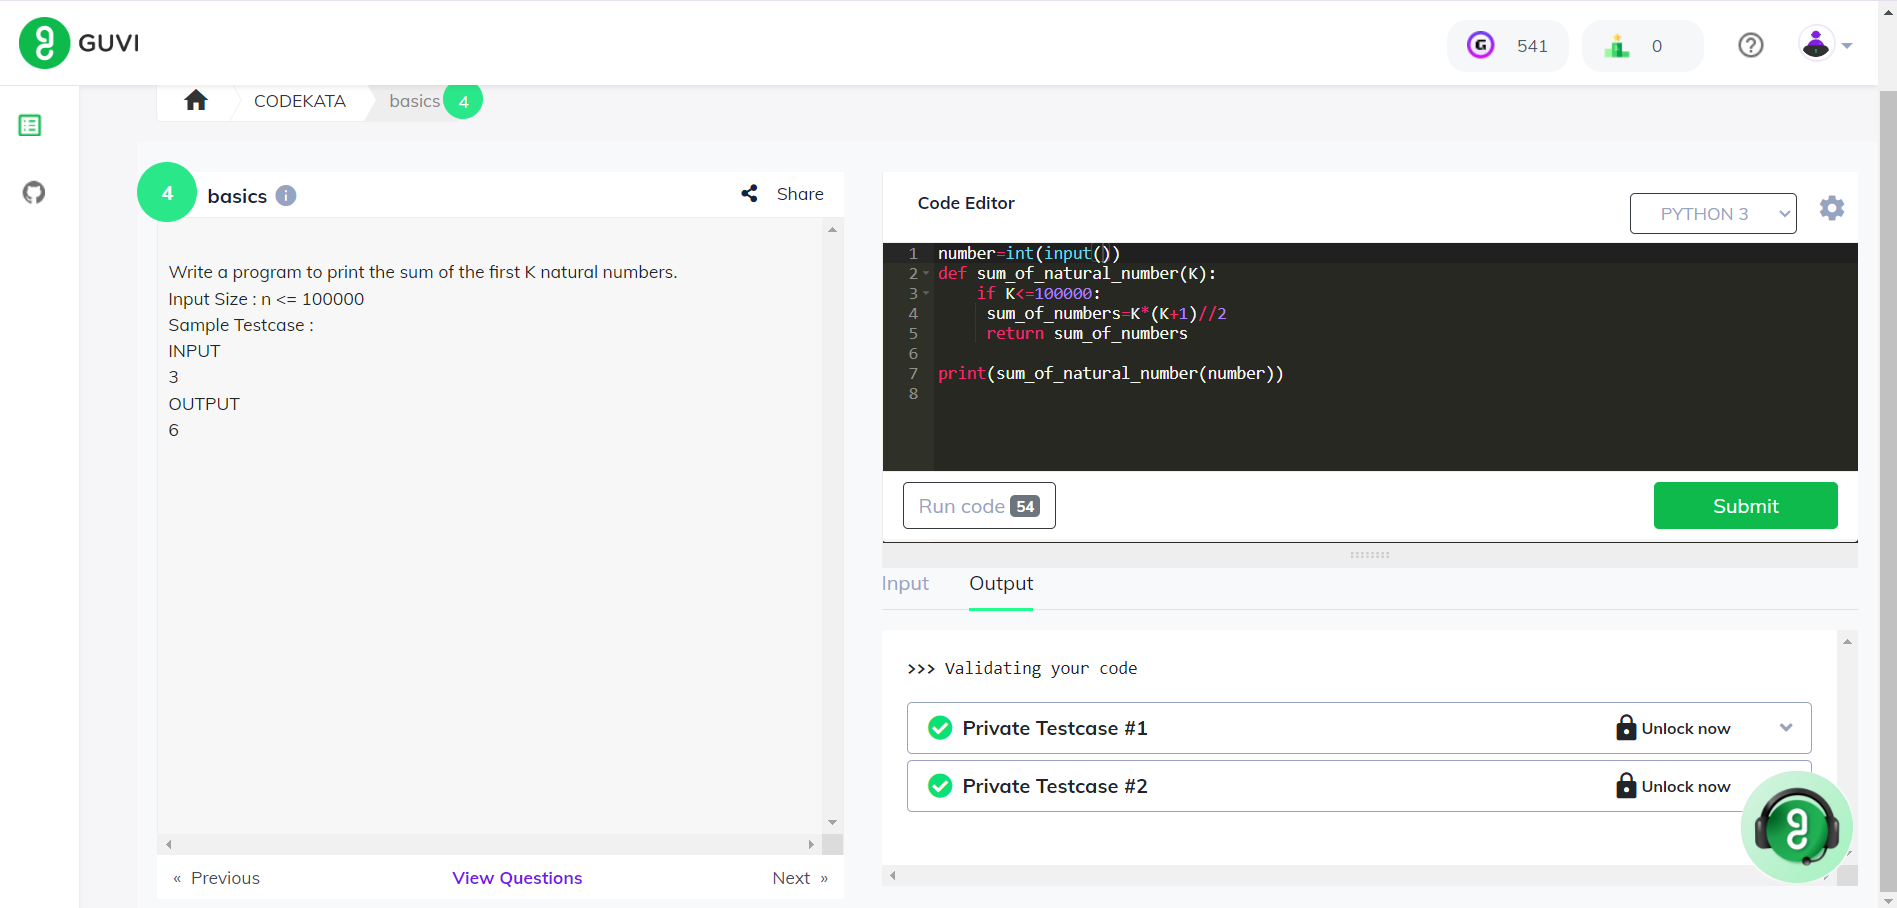 GUVI
541
0
CODEKATA
basics 4
4
basics
Share
Write a program to print the sum of the first K natural numbers.
Input Size : n <= 100000
Sample Testcase :
INPUT
3
OUTPUT
6
« Previous
View Questions
Next »
Code Editor
PYTHON 3
1 number=int(input())
2 def sum_of_natural_number(K):
3     if K<=100000:
4      sum_of_numbers=K*(K+1)//2
5      return sum_of_numbers
6
7 print(sum_of_natural_number(number))
8
Run code 54
Submit
Input
Output
>>> Validating your code
Private Testcase #1
Unlock now
Private Testcase #2
Unlock now